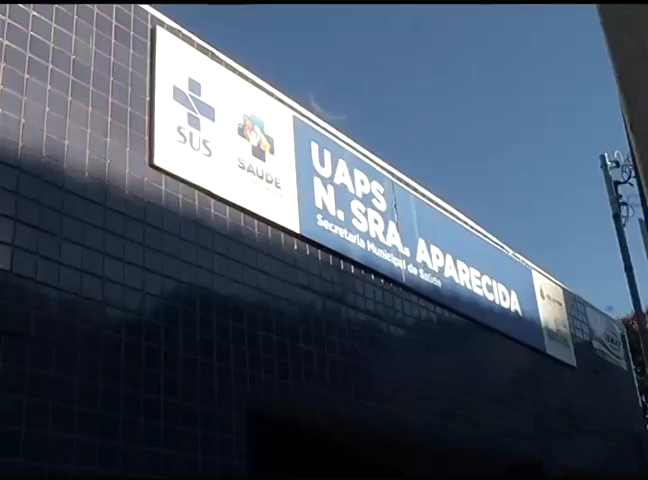 SUS
SAÚDE
UAPS
N. SRA. APARECIDA
Secretaria Municipal de Saúde